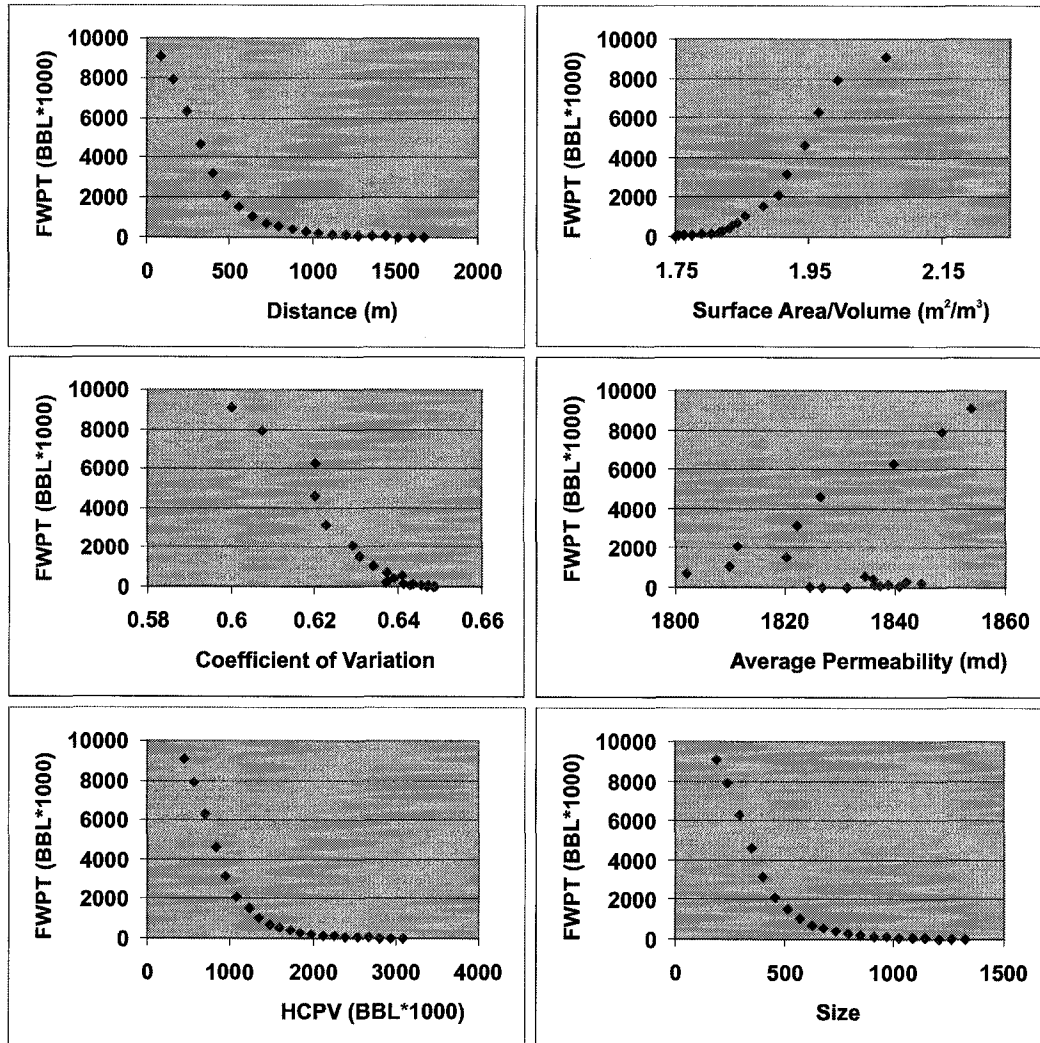 10000
8000
6000
4000
2000
0
FWPT (BBL*1000)
0 500 1000 1500 2000
Distance (m)
10000
8000
6000
4000
2000
0
FWPT (BBL*1000)
1.75 1.95 2.15
Surface Area/Volume (m²/m³)
10000
8000
6000
4000
2000
0
FWPT (BBL*1000)
0.58 0.6 0.62 0.64 0.66
Coefficient of Variation
10000
8000
6000
4000
2000
0
FWPT (BBL*1000)
1800 1820 1840 1860
Average Permeability (md)
10000
8000
6000
4000
2000
0
FWPT (BBL*1000)
0 1000 2000 3000 4000
HCPV (BBL*1000)
10000
8000
6000
4000
2000
0
FWPT (BBL*1000)
0 500 1000 1500
Size